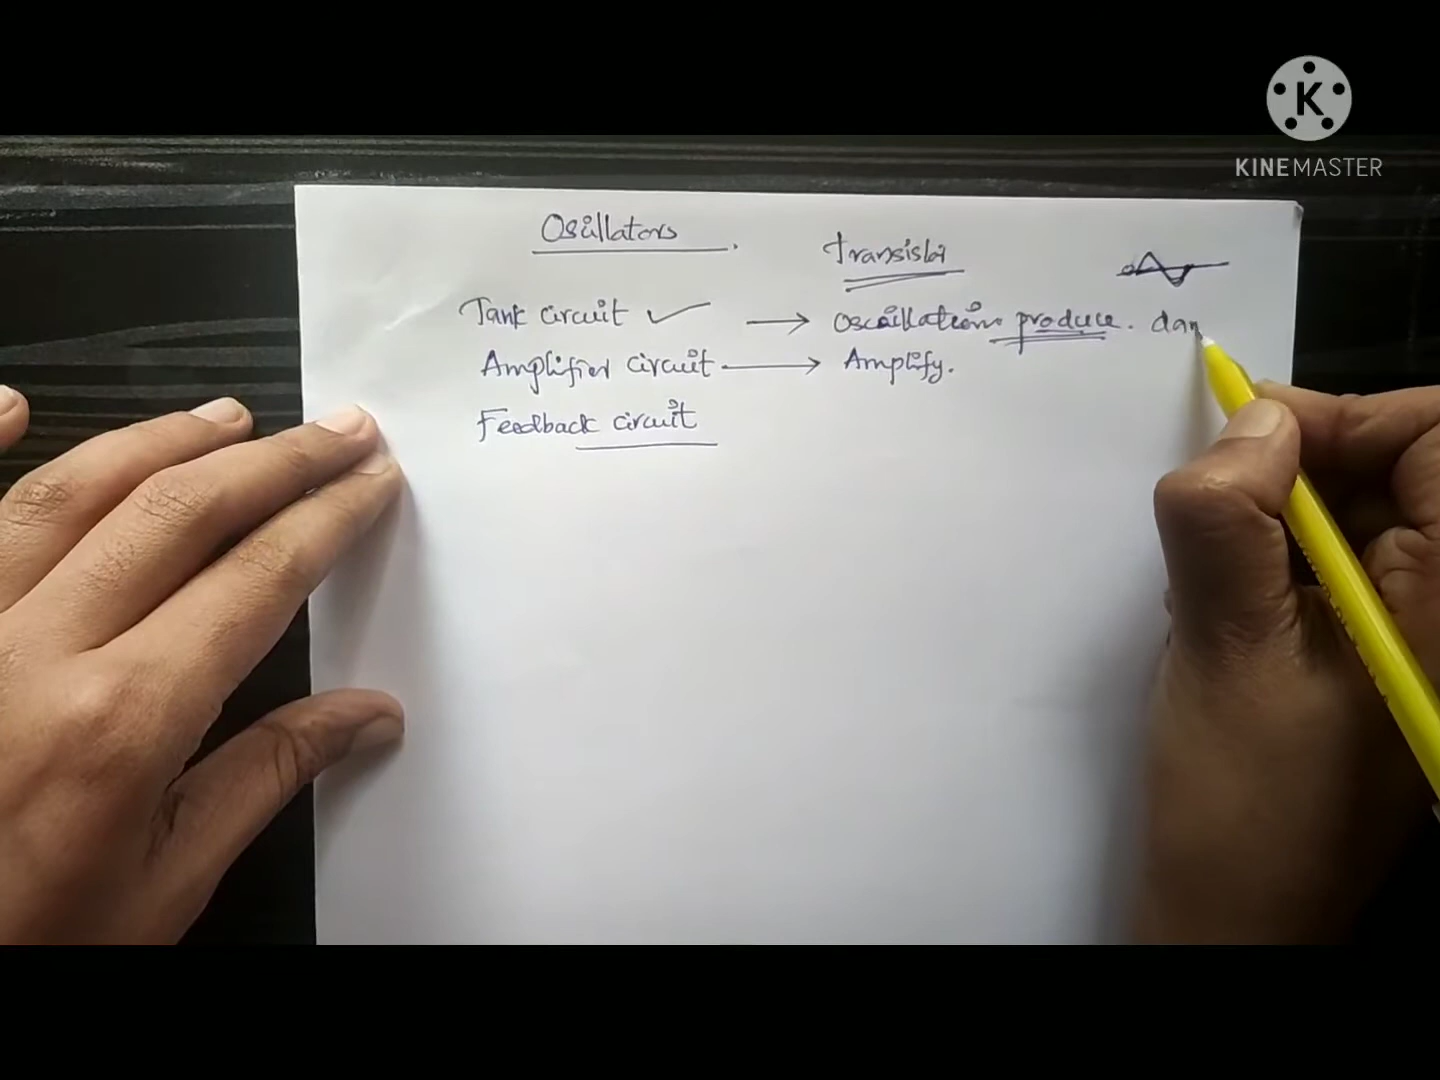 K
KINEMASTER
Oscillators.
Transistor
Tank circuit ✓ → Oscillations produce. dam
Amplifier circuit. → Amplify.
Feedback circuit